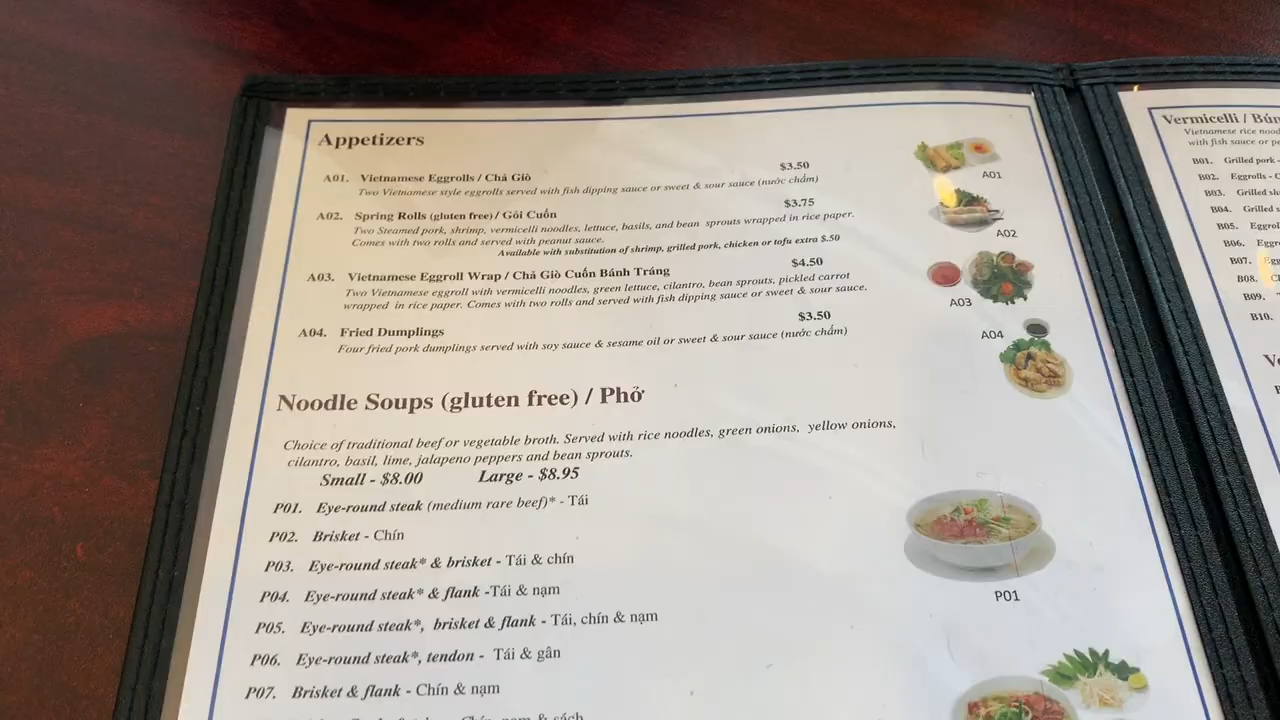 Appetizers
A01. Vietnamese Eggrolls / Chả Giò $3.50
Two Vietnamese style eggrolls served with fish dipping sauce or sweet & sour sauce (nước chấm)
A02. Spring Rolls (gluten free) / Gỏi Cuốn $3.75
Two Steamed pork, shrimp, vermicelli noodles, lettuce, basils, and bean sprouts wrapped in rice paper.
Comes with two rolls and served with peanut sauce.
Available with substitution of shrimp, grilled pork, chicken or tofu extra $.50
A03. Vietnamese Eggroll Wrap / Chả Giò Cuốn Bánh Tráng $4.50
Two Vietnamese eggroll with vermicelli noodles, green lettuce, cilantro, bean sprouts, pickled carrot
wrapped in rice paper. Comes with two rolls and served with fish dipping sauce or sweet & sour sauce.
A04. Fried Dumplings $3.50
Four fried pork dumplings served with soy sauce & sesame oil or sweet & sour sauce (nước chấm)
A01
A02
A03
A04
Noodle Soups (gluten free) / Phở
Choice of traditional beef or vegetable broth. Served with rice noodles, green onions, yellow onions,
cilantro, basil, lime, jalapeno peppers and bean sprouts.
Small - $8.00 Large - $8.95
P01. Eye-round steak (medium rare beef)* - Tái
P02. Brisket - Chín
P03. Eye-round steak* & brisket - Tái & chín
P04. Eye-round steak* & flank -Tái & nạm
P05. Eye-round steak*, brisket & flank - Tái, chín & nạm
P06. Eye-round steak*, tendon - Tái & gân
P07. Brisket & flank - Chín & nạm
P01
Vermicelli / Bún
Vietnamese rice
with fish sauce or
B01. Grilled pork -
B02. Eggrolls -
B03. Grilled
B04. Grilled
B05.
B06.
B07.
B08.
B09.
B10.